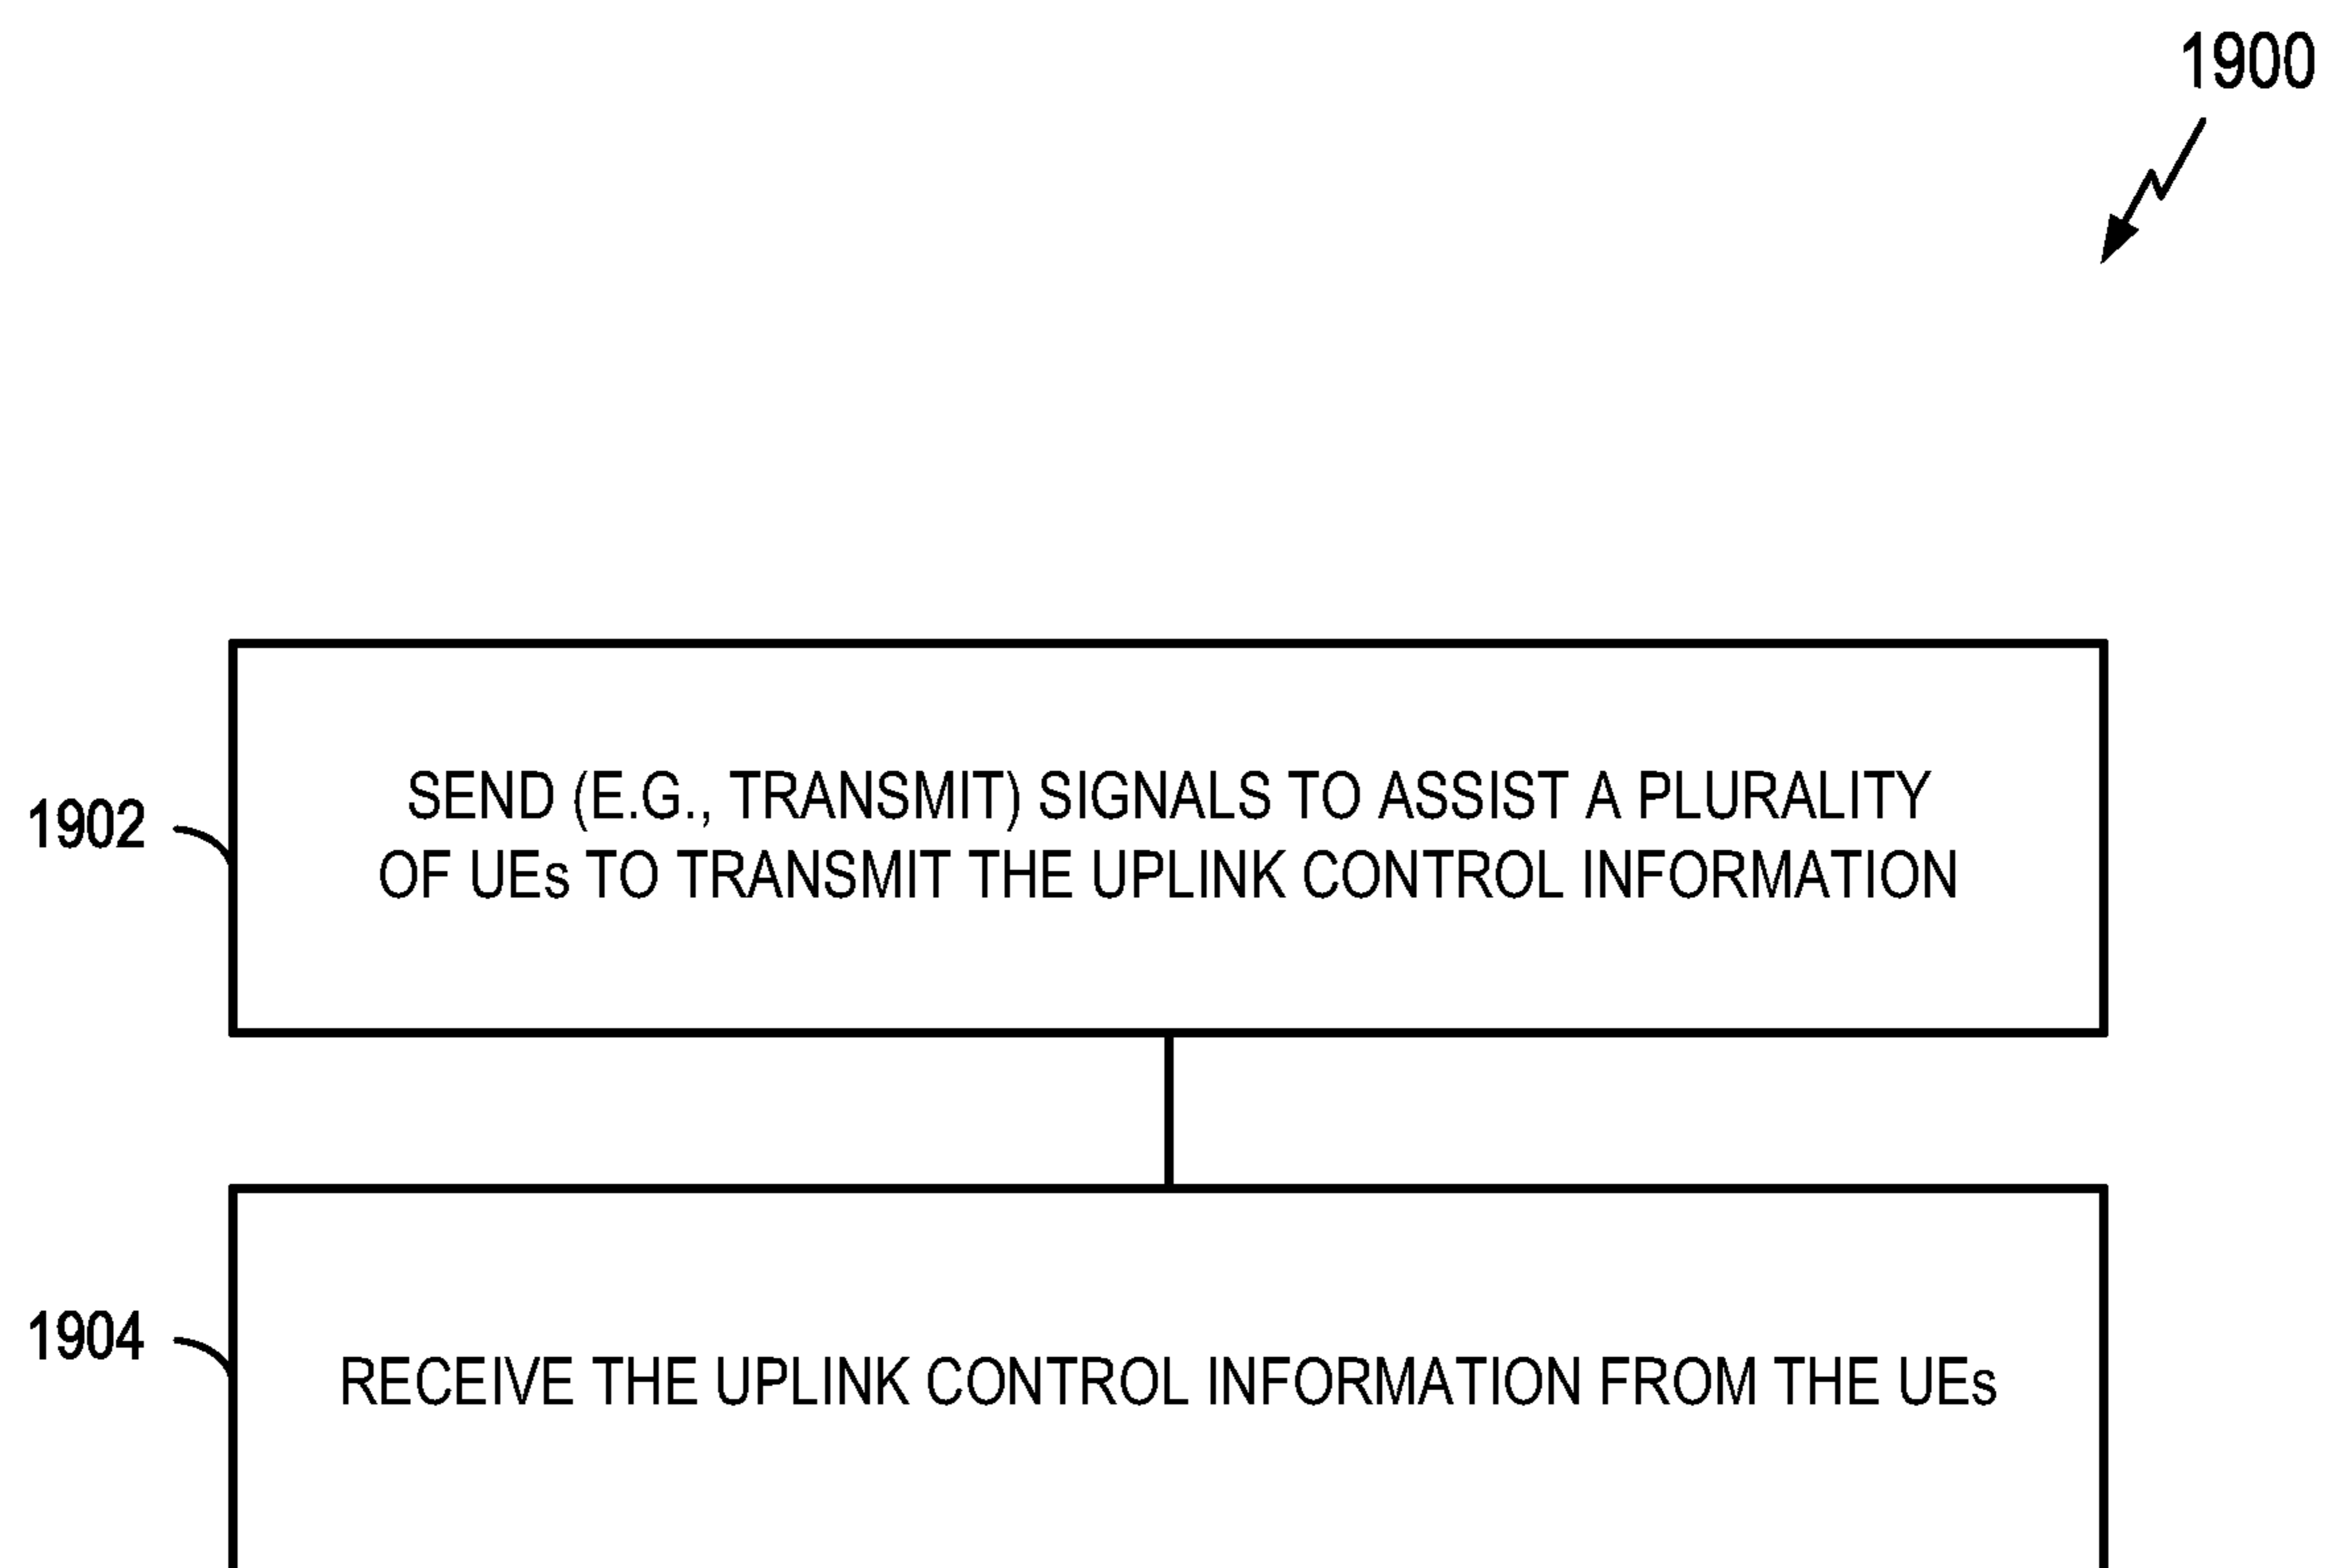 1900
1902
SEND (E.G., TRANSMIT) SIGNALS TO ASSIST A PLURALITY
OF UEs TO TRANSMIT THE UPLINK CONTROL INFORMATION
1904
RECEIVE THE UPLINK CONTROL INFORMATION FROM THE UEs